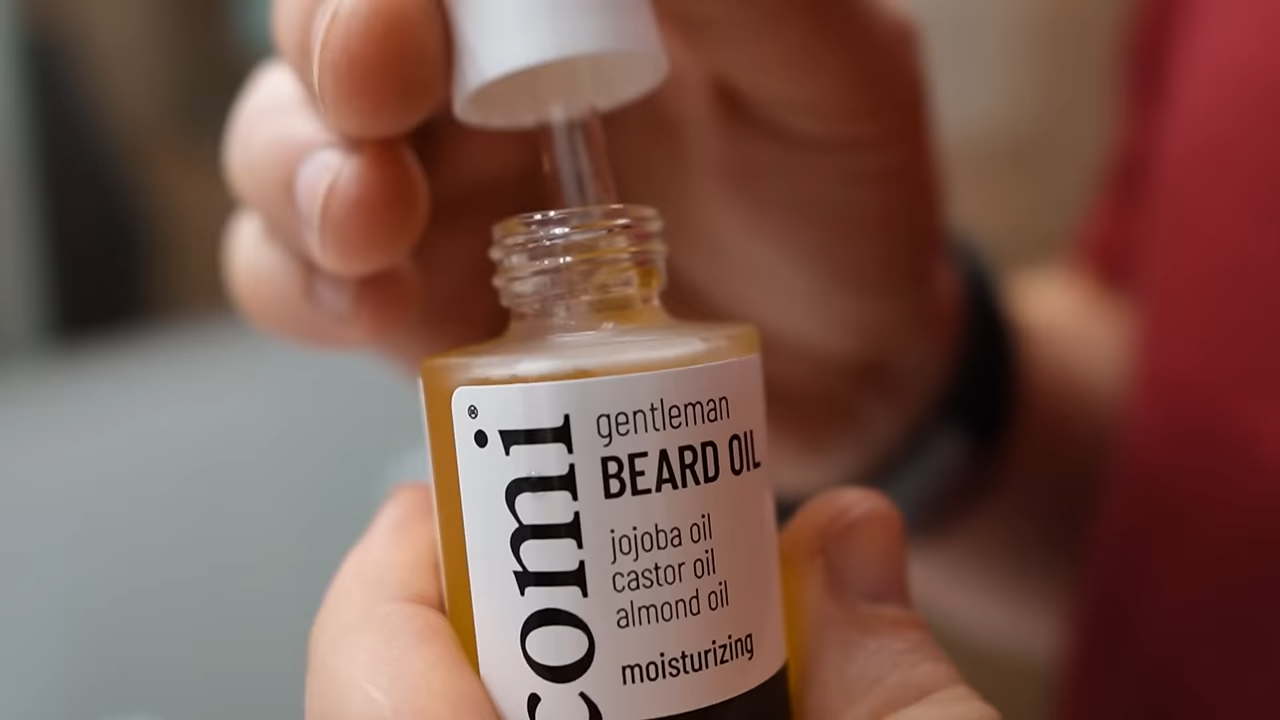 comi®
gentleman
BEARD OIL
jojoba oil
castor oil
almond oil
moisturizing